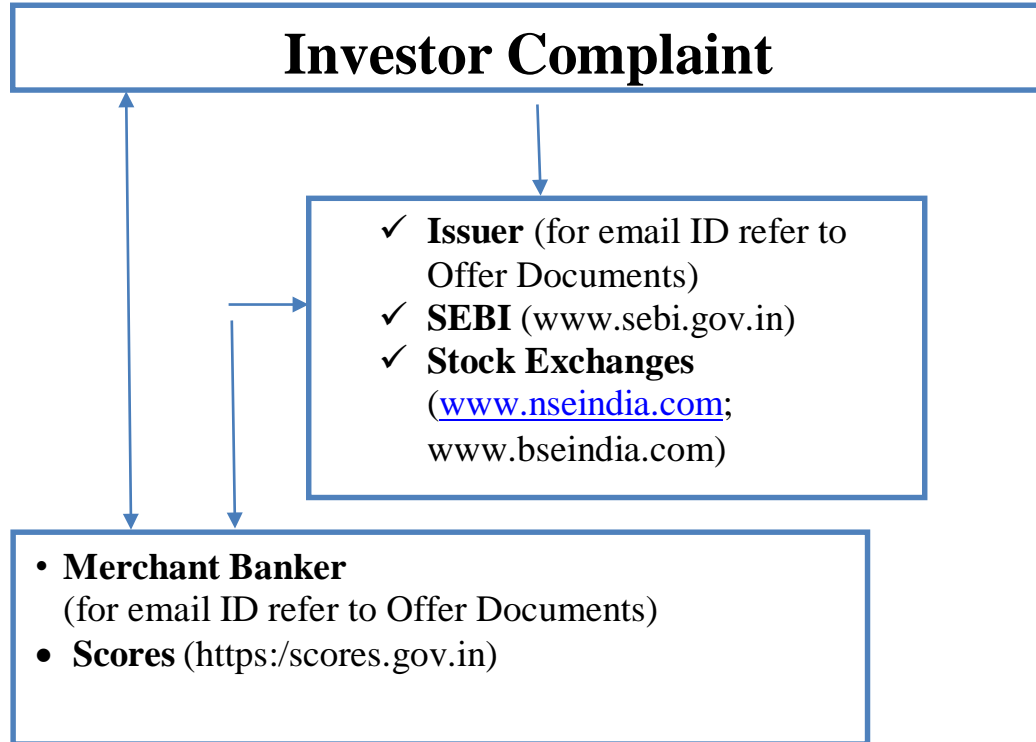 Investor Complaint
✓ Issuer (for email ID refer to
Offer Documents)
✓ SEBI (www.sebi.gov.in)
✓ Stock Exchanges
(www.nseindia.com;
www.bseindia.com)
• Merchant Banker
(for email ID refer to Offer Documents)
• Scores (https:/scores.gov.in)